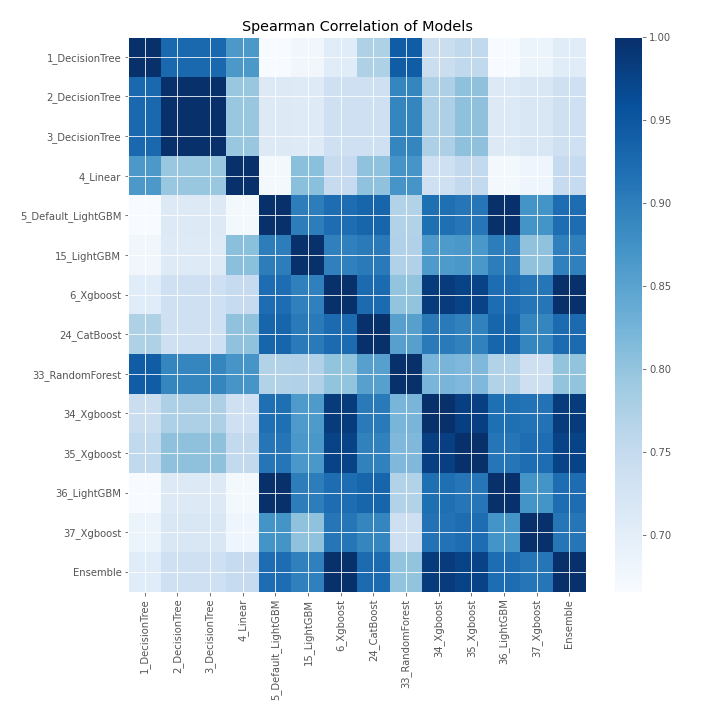 Spearman Correlation of Models
1_DecisionTree
2_DecisionTree
3_DecisionTree
4_Linear
5_Default_LightGBM
15_LightGBM
6_Xgboost
24_CatBoost
33_RandomForest
34_Xgboost
35_Xgboost
36_LightGBM
37_Xgboost
Ensemble
1_DecisionTree
2_DecisionTree
3_DecisionTree
4_Linear
5_Default_LightGBM
15_LightGBM
6_Xgboost
24_CatBoost
33_RandomForest
34_Xgboost
35_Xgboost
36_LightGBM
37_Xgboost
Ensemble
1.00
0.95
0.90
0.85
0.80
0.75
0.70